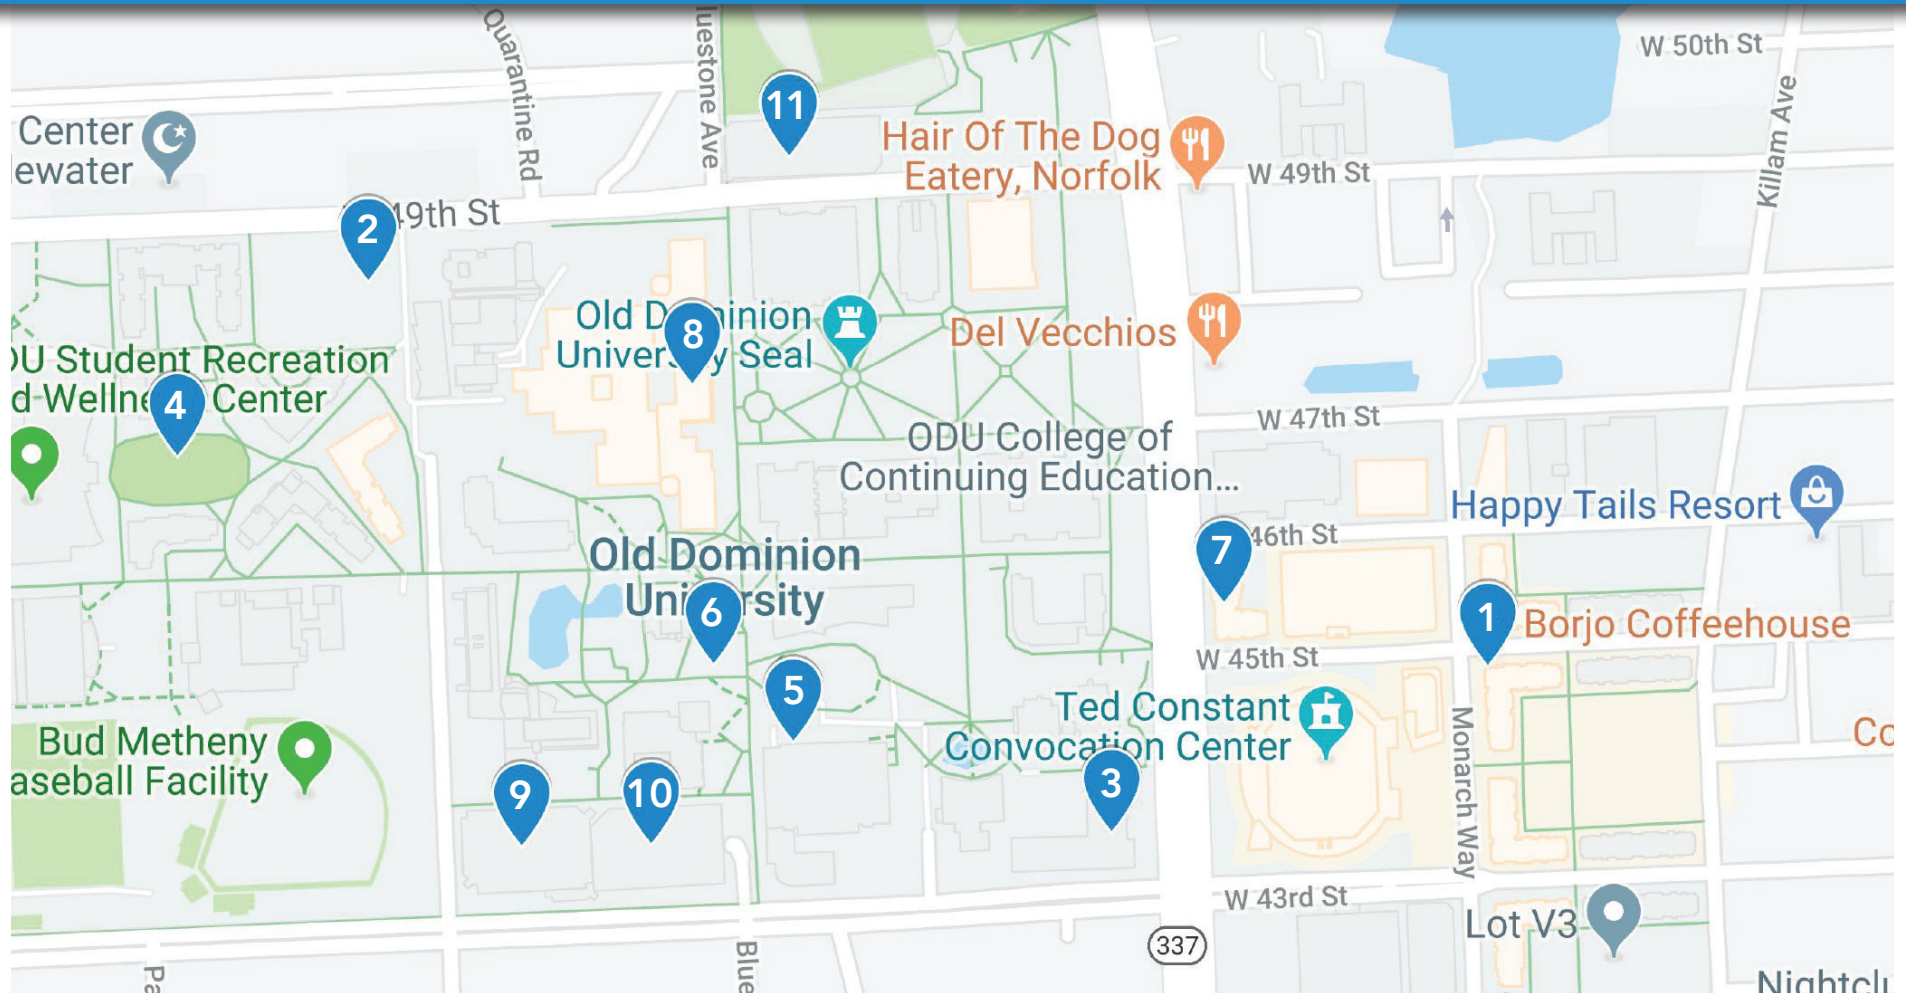 Quarantine Rd
luestone Ave
W 50th St
Killam Ave
11
Center
ewater
Hair Of The Dog
Eatery, Norfolk
W 49th St
2
49th St
Old D inion
Univer y Seal
8
Del Vecchios
U Student Recreation
d Wellne Center
4
W 47th St
ODU College of
Continuing Education...
Happy Tails Resort
7
46th St
Old Dominion
Uni rsity
6
1
Borjo Coffeehouse
W 45th St
5
Ted Constant
Convocation Center
Monarch Way
Co
Bud Metheny
aseball Facility
9
10
3
W 43rd St
Lot V3
337
Pa
Blue
Nightclu